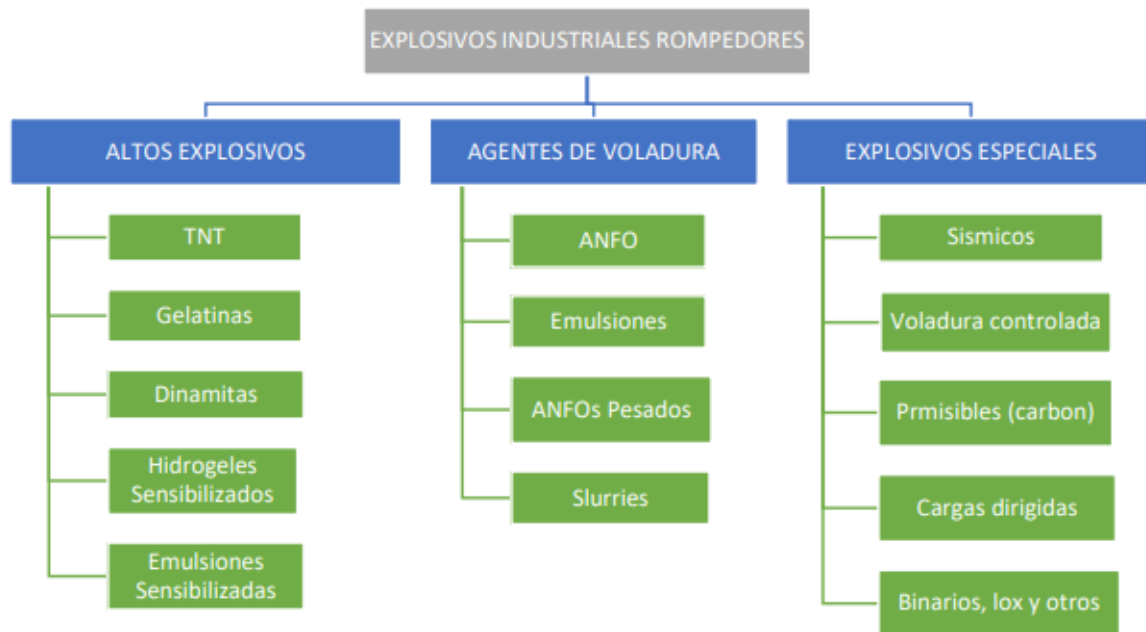 EXPLOSIVOS INDUSTRIALES ROMPEDORES
ALTOS EXPLOSIVOS
TNT
Gelatinas
Dinamitas
Hidrogeles
Sensibilizados
Emulsiones
Sensibilizadas
AGENTES DE VOLADURA
ANFO
Emulsiones
ANFOs Pesados
Slurries
EXPLOSIVOS ESPECIALES
Sismicos
Voladura controlada
Prmisibles (carbon)
Cargas dirigidas
Binarios, lox y otros